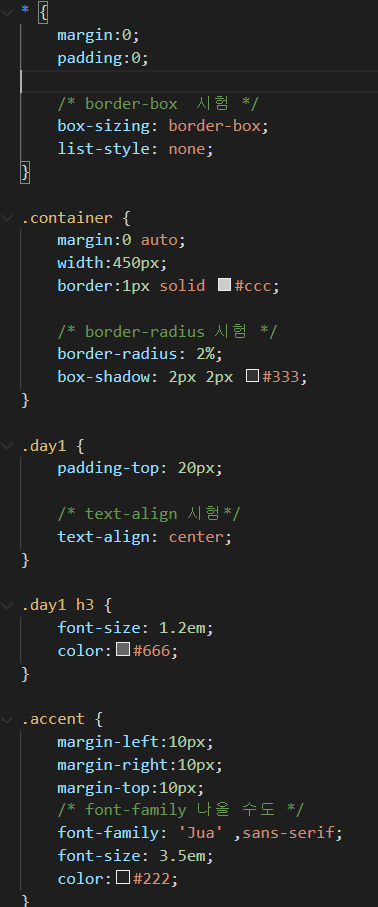 * {
margin:0;
padding:0;
/* border-box  시험 */
box-sizing: border-box;
list-style: none;
}
.container {
margin:0 auto;
width:450px;
border:1px solid #ccc;
/* border-radius 시험 */
border-radius: 2%;
box-shadow: 2px 2px #333;
}
.day1 {
padding-top: 20px;
/* text-align 시험*/
text-align: center;
}
.day1 h3 {
font-size: 1.2em;
color:#666;
}
.accent {
margin-left:10px;
margin-right:10px;
margin-top:10px;
/* font-family 나올 수도 */
font-family: 'Jua' ,sans-serif;
font-size: 3.5em;
color:#222;
}